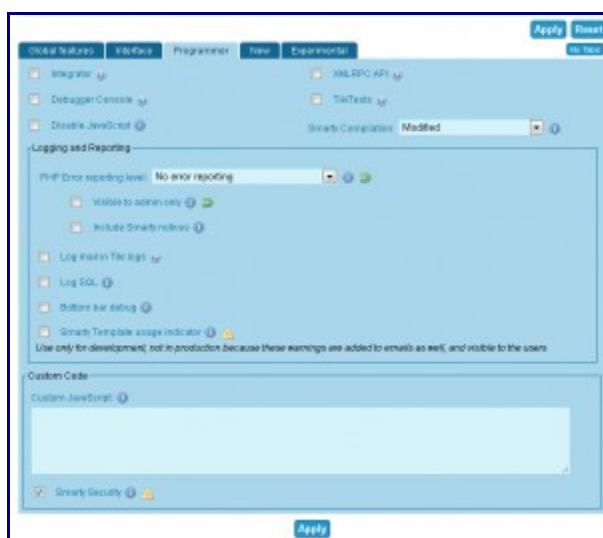 Apply Reset
Global features Interface Programmer New Experimental No Tabs
Integrator XMLRPC API
Debugger Console TikiTests
Disable JavaScript Smarty Compilation: Modified
Logging and Reporting
PHP Error reporting level: No error reporting
Visible to admin only
Include Smarty notices
Log mail in Tiki logs
Log SQL
Bottom bar debug
Smarty Template usage indicator
Use only for development, not in production because these warnings are added to emails as well, and visible to the users
Custom Code
Custom JavaScript:
Smarty Security
Apply